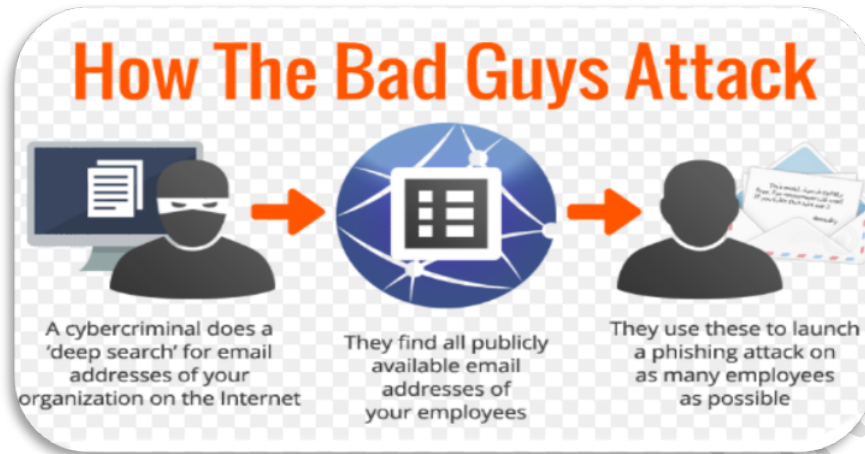 How The Bad Guys Attack
A cybercriminal does a
‘deep search’ for email
addresses of your
organization on the Internet
They find all publicly
available email
addresses of
your employees
They use these to launch
a phishing attack on
as many employees
as possible